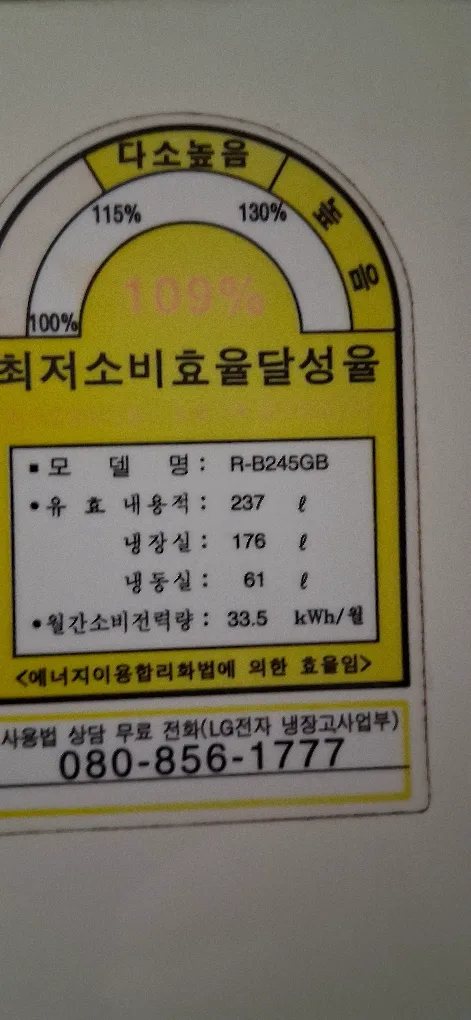 다소높음
높음
115% 130%
109%
100%
최저소비효율달성율
▪ 모 델 명 : R-B245GB
• 유 효 내용적 : 237 ℓ
냉장실 : 176 ℓ
냉동실 : 61 ℓ
• 월간소비전력량 : 33.5 kWh/월
<에너지이용합리화법에 의한 효율임>
사용법 상담 무료 전화(LG전자 냉장고사업부)
080-856-1777